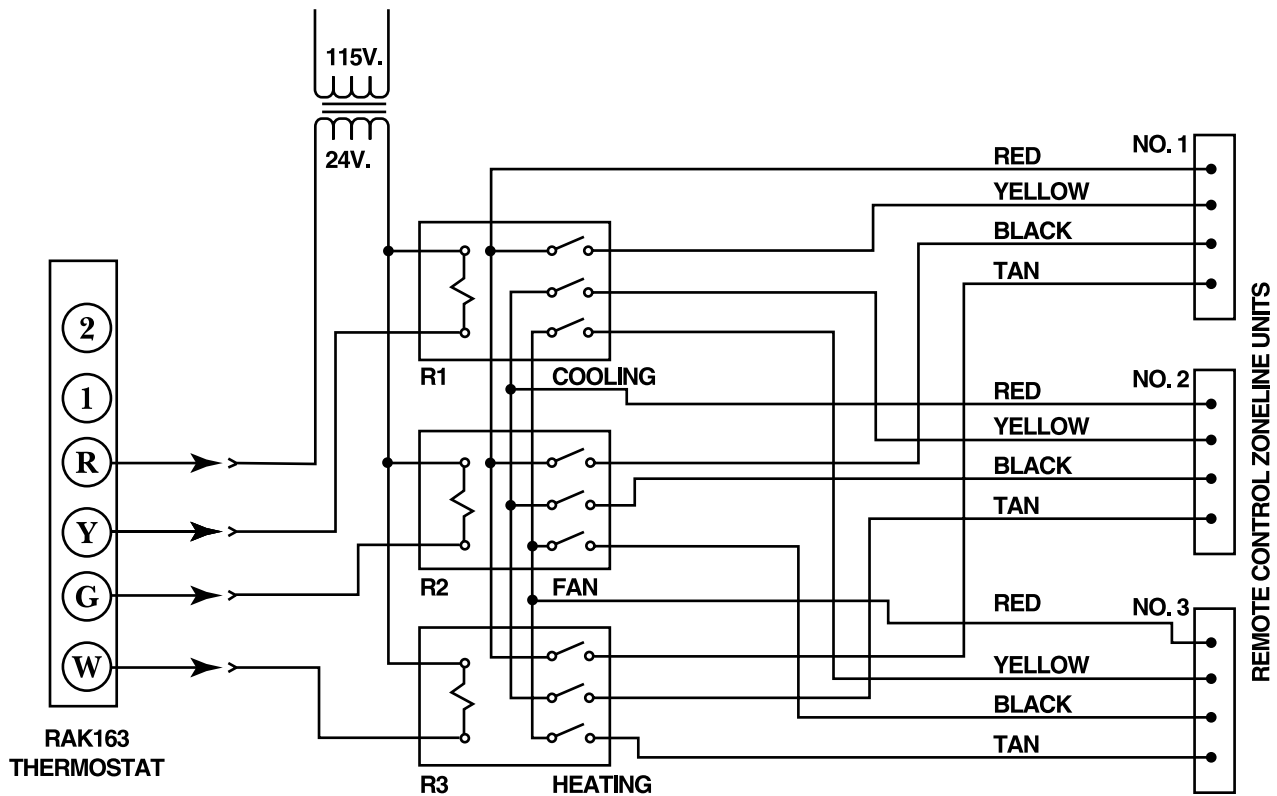 115V.
24V.
2
1
R
Y
G
W
RAK163
THERMOSTAT
R1
COOLING
R2
FAN
R3
HEATING
NO. 1
RED
YELLOW
BLACK
TAN
NO. 2
RED
YELLOW
BLACK
TAN
NO. 3
RED
YELLOW
BLACK
TAN
REMOTE CONTROL ZONELINE UNITS